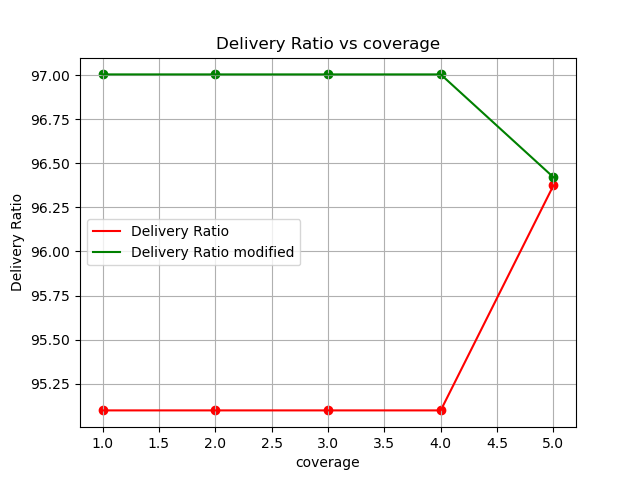 Delivery Ratio vs coverage
97.00
96.75
96.50
96.25
96.00
95.75
95.50
95.25
Delivery Ratio
Delivery Ratio
Delivery Ratio modified
1.0 1.5 2.0 2.5 3.0 3.5 4.0 4.5 5.0
coverage